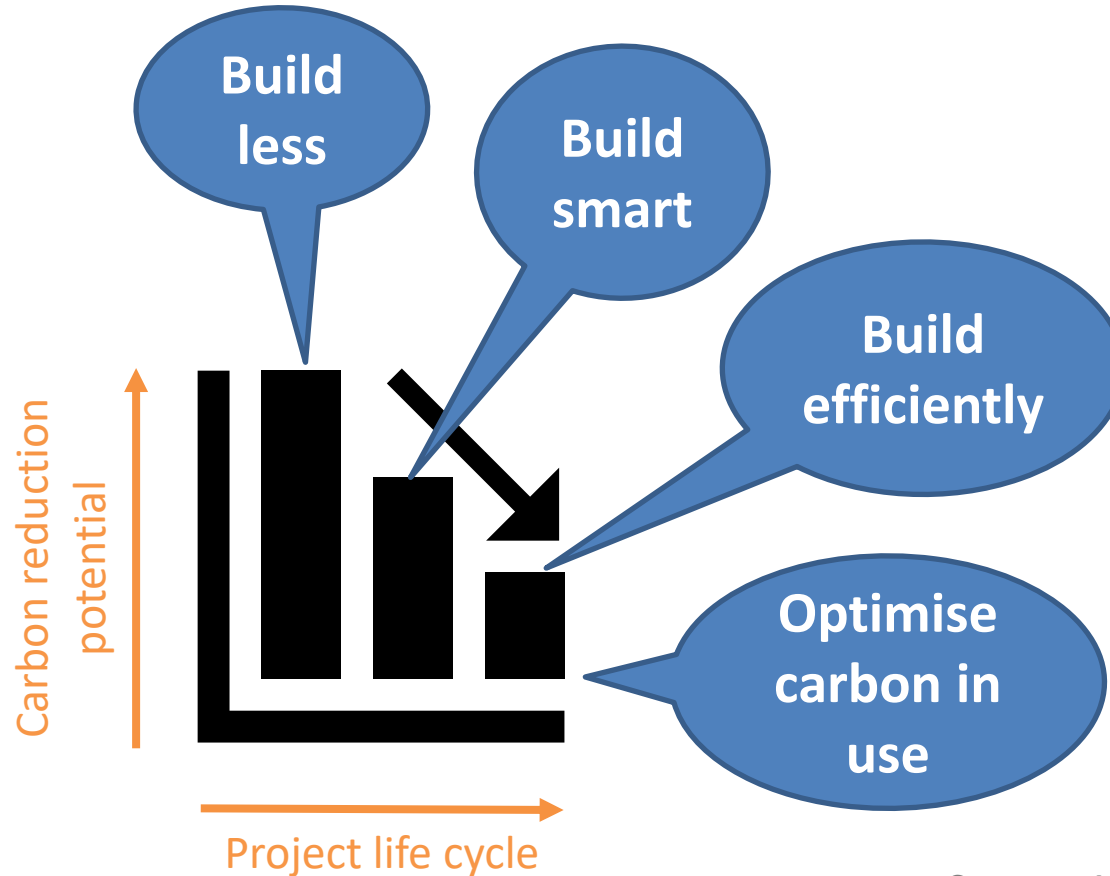 Build
less
Build
smart
Build
efficiently
Optimise
carbon in
use
Carbon reduction
potential
Project life cycle